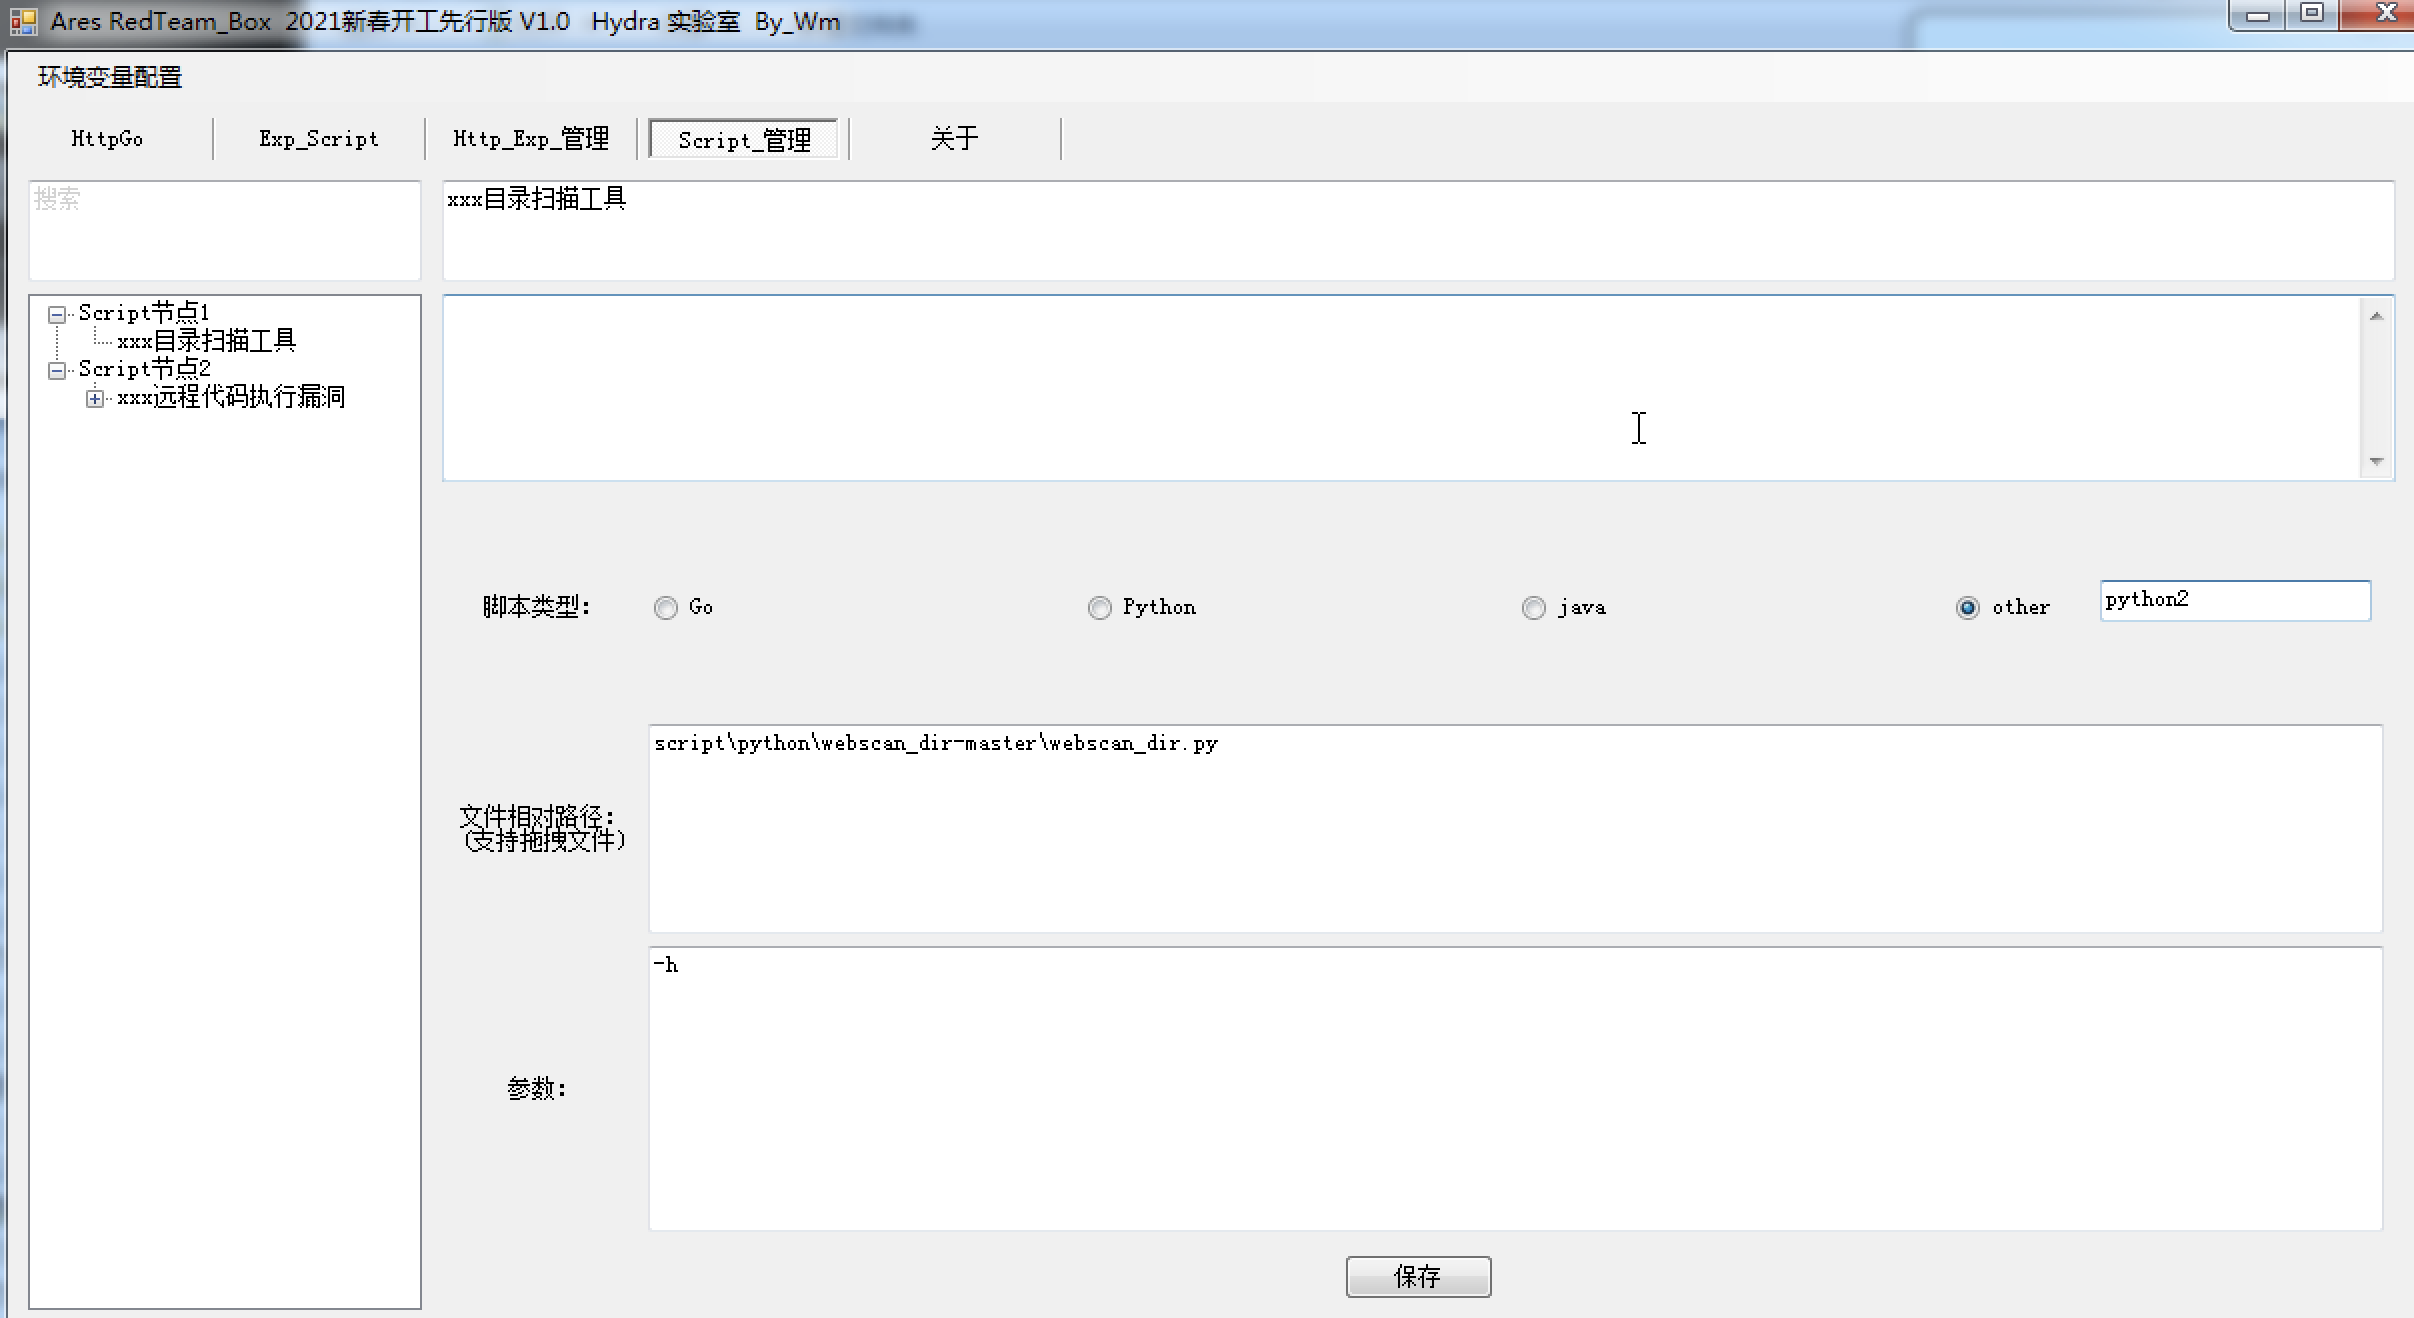 Ares RedTeam_Box 2021新春开工先行版 V1.0 Hydra 实验室 By_Wm
环境变量配置
HttpGo Exp_Script Http_Exp_管理 Script_管理 关于
搜索
xxx目录扫描工具
Script节点1
xxx目录扫描工具
Script节点2
xxx远程代码执行漏洞
脚本类型: Go Python java other python2
script\python\webscan_dir-master\webscan_dir.py
文件相对路径:
(支持拖拽文件)
-h
参数:
保存